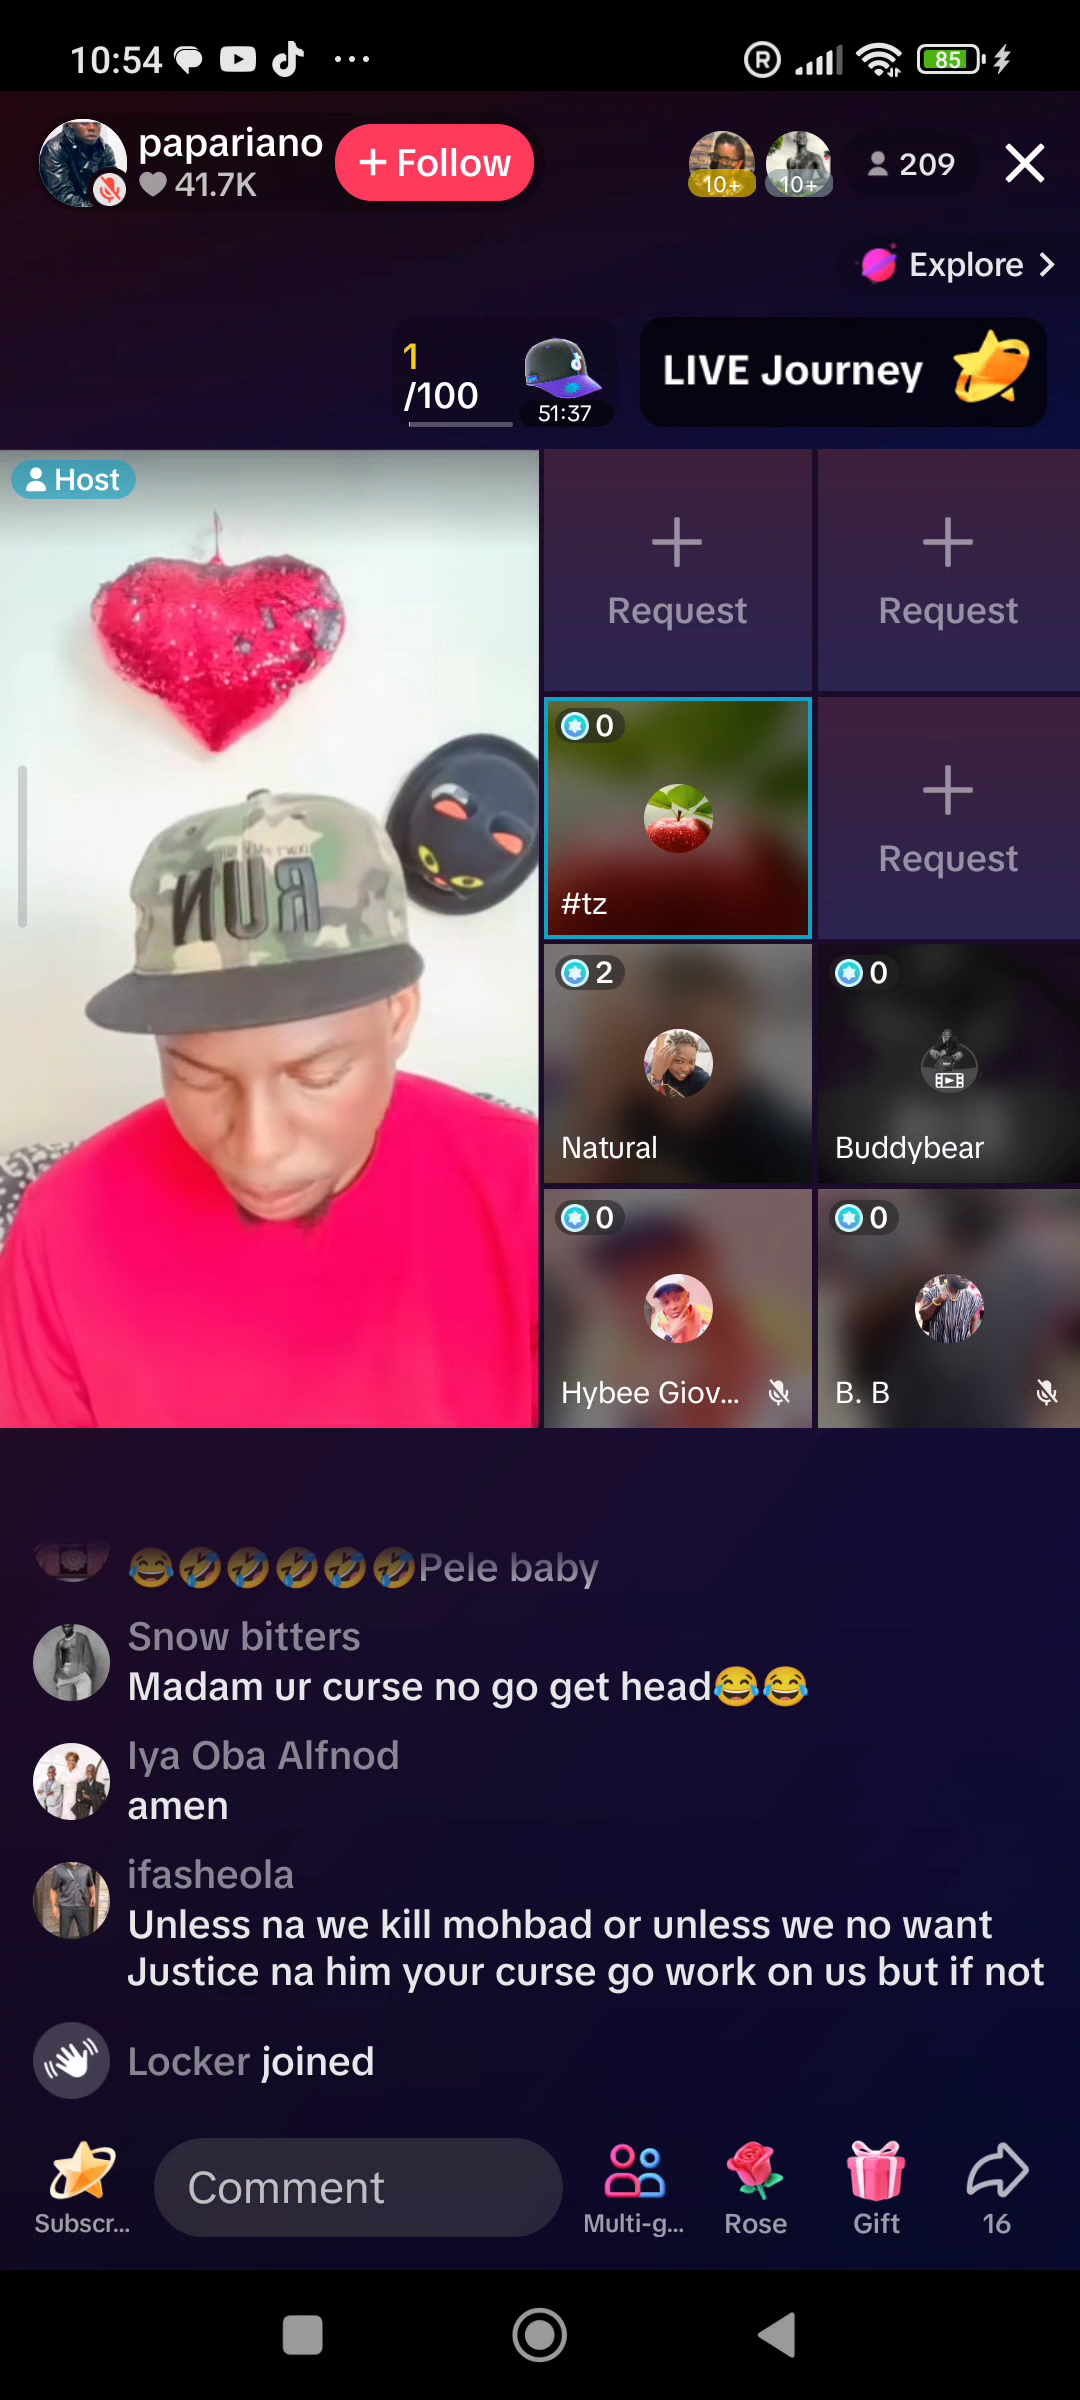 10:54
85
papariano
41.7K
+ Follow
10+
10+
209
Explore
1
/100
51:37
LIVE Journey
Host
RUN
Request
Request
0
#tz
Request
2
Natural
0
Buddybear
0
Hybee Giov...
0
B. B
😂🤣🤣🤣🤣🤣Pele baby
Snow bitters
Madam ur curse no go get head😂😂
Iya Oba Alfnod
amen
ifasheola
Unless na we kill mohbad or unless we no want
Justice na him your curse go work on us but if not
Locker joined
Subscr...
Comment
Multi-g...
Rose
Gift
16